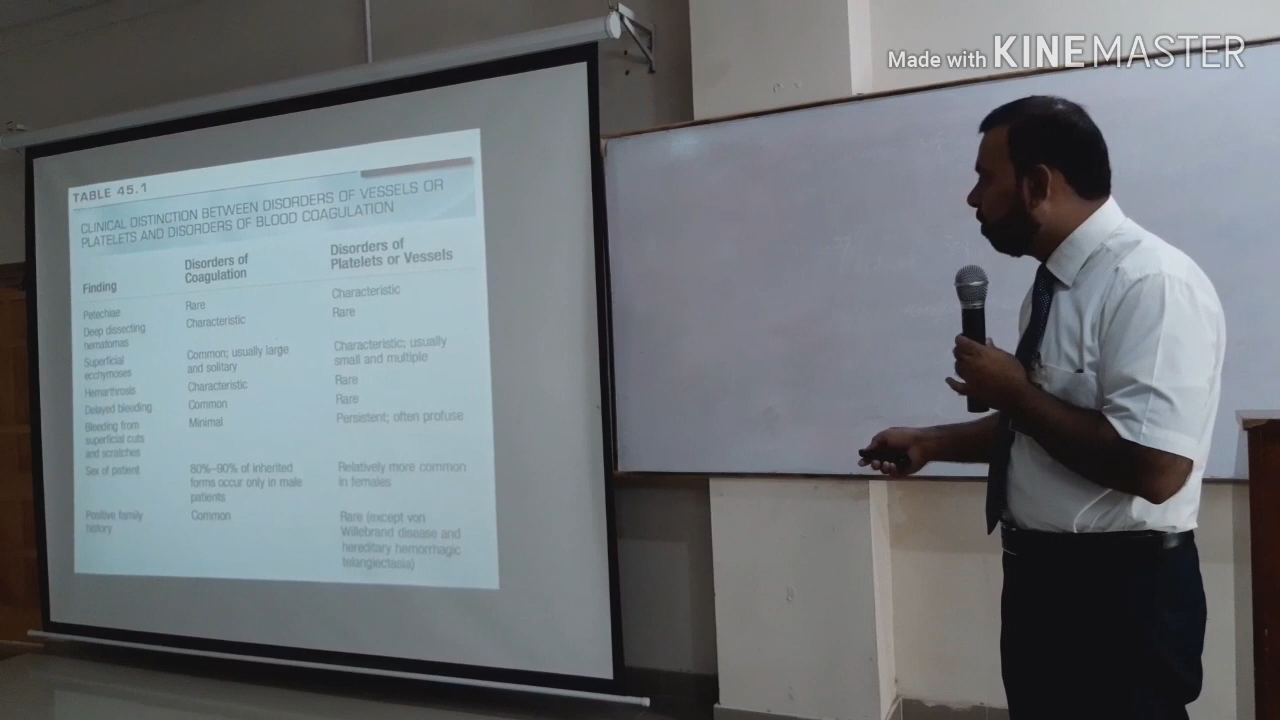 Made with KINEMASTER
TABLE 45.1
CLINICAL DISTINCTION BETWEEN DISORDERS OF VESSELS OR
PLATELETS AND DISORDERS OF BLOOD COAGULATION
Finding
Disorders of
Coagulation
Disorders of
Platelets or Vessels
Petechiae
Rare
Characteristic
Deep dissecting
hematomas
Characteristic
Rare
Superficial
ecchymoses
Common; usually large
and solitary
Characteristic; usually
small and multiple
Hemarthrosis
Characteristic
Rare
Delayed bleeding
Common
Rare
Bleeding from
superficial cuts
and scratches
Minimal
Persistent; often profuse
Sex of patient
80%–90% of inherited
forms occur only in male
patients
Relatively more common
in females
Positive family
history
Common
Rare (except von
Willebrand disease and
hereditary hemorrhagic
telangiectasia)